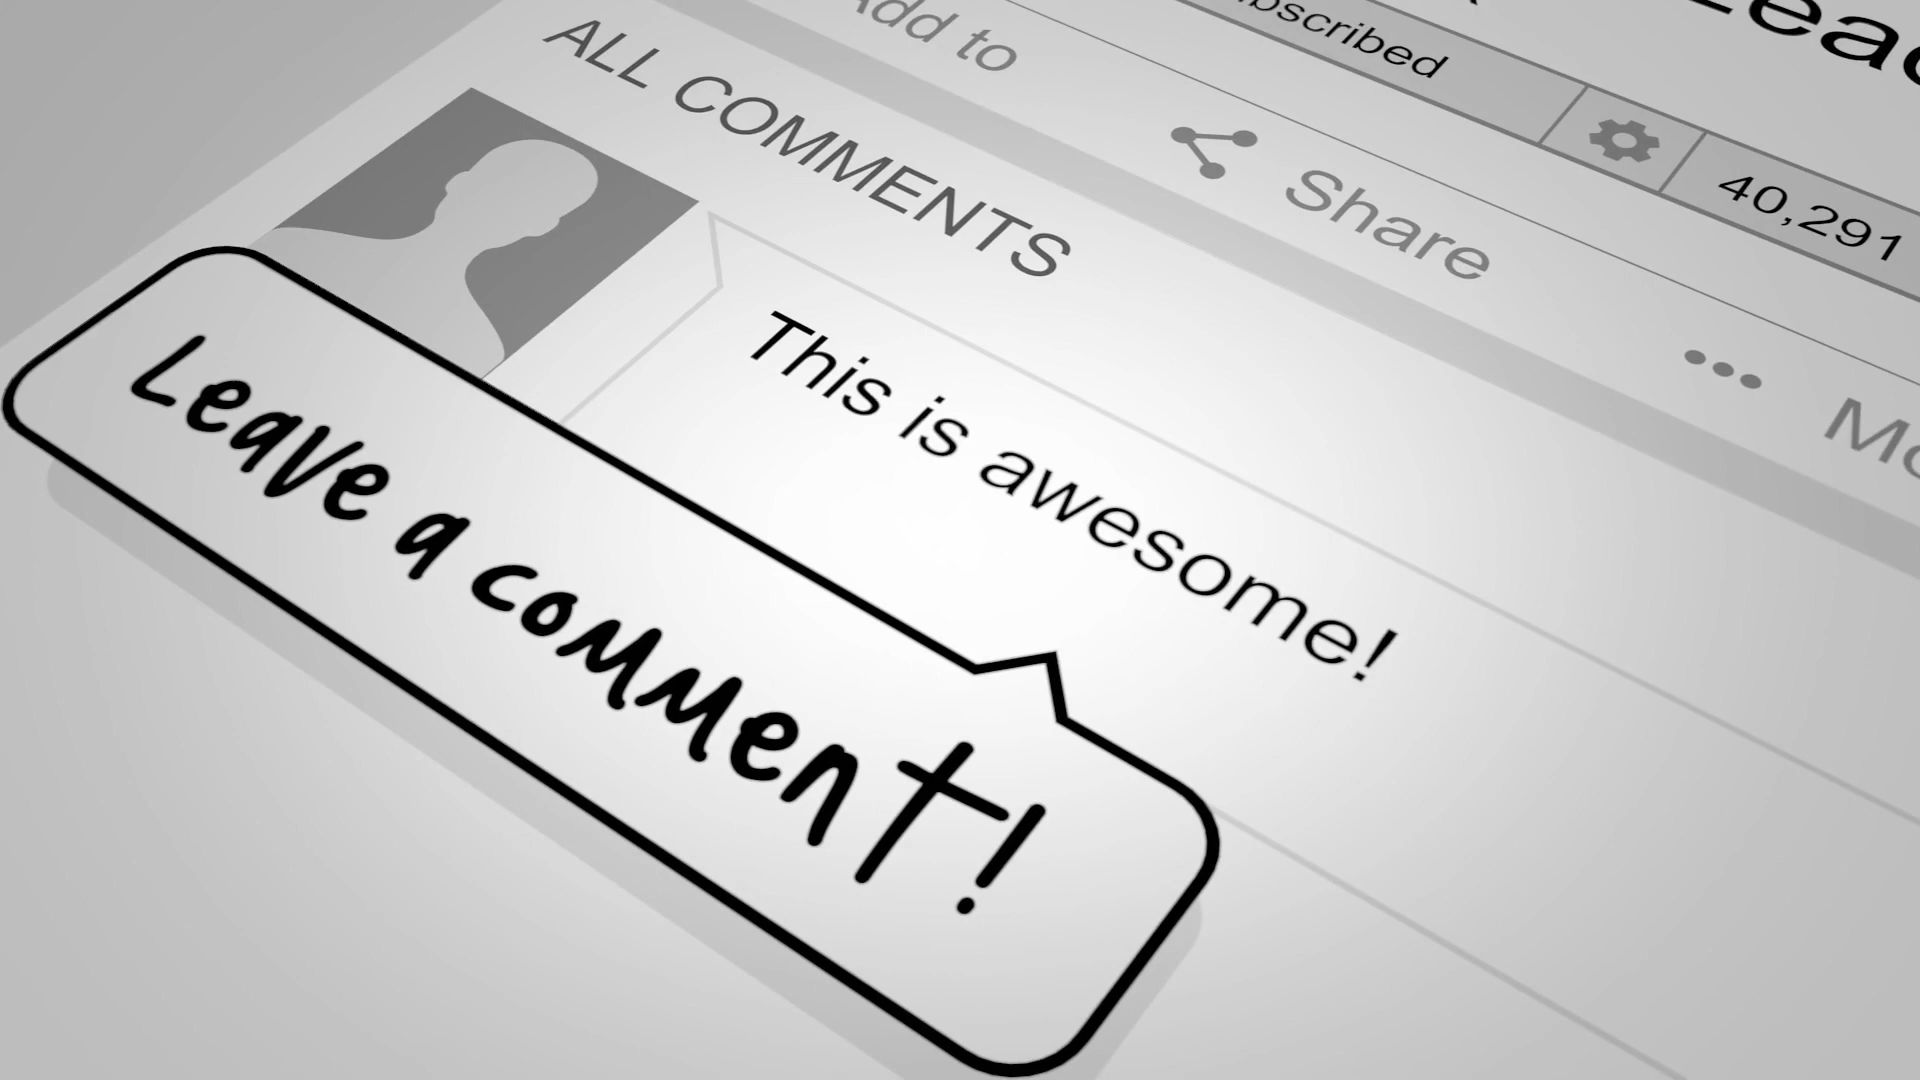 Add to
Share
40,291
ALL COMMENTS
This is awesome!
Leave a comment!